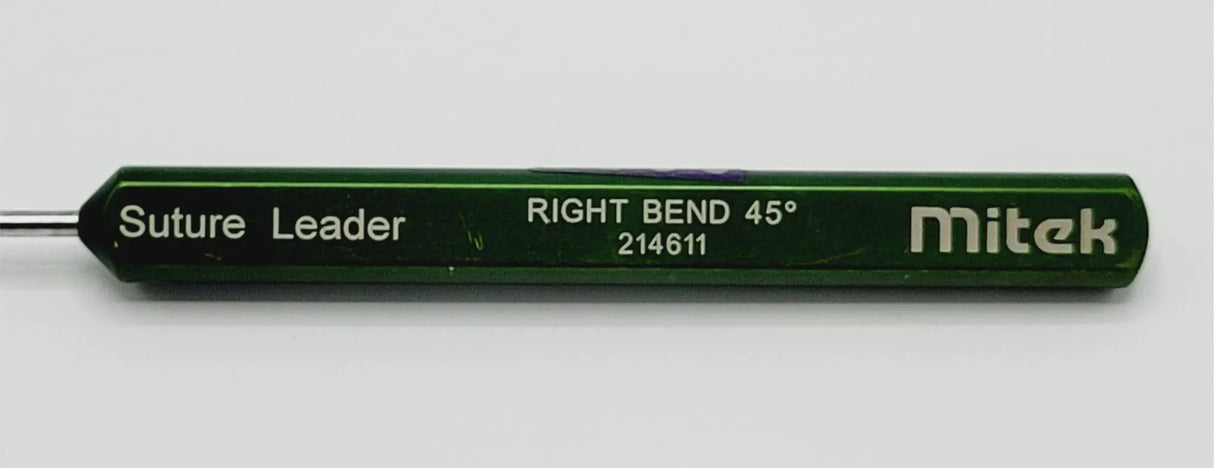 Suture Leader
RIGHT BEND 45°
214611
mitek